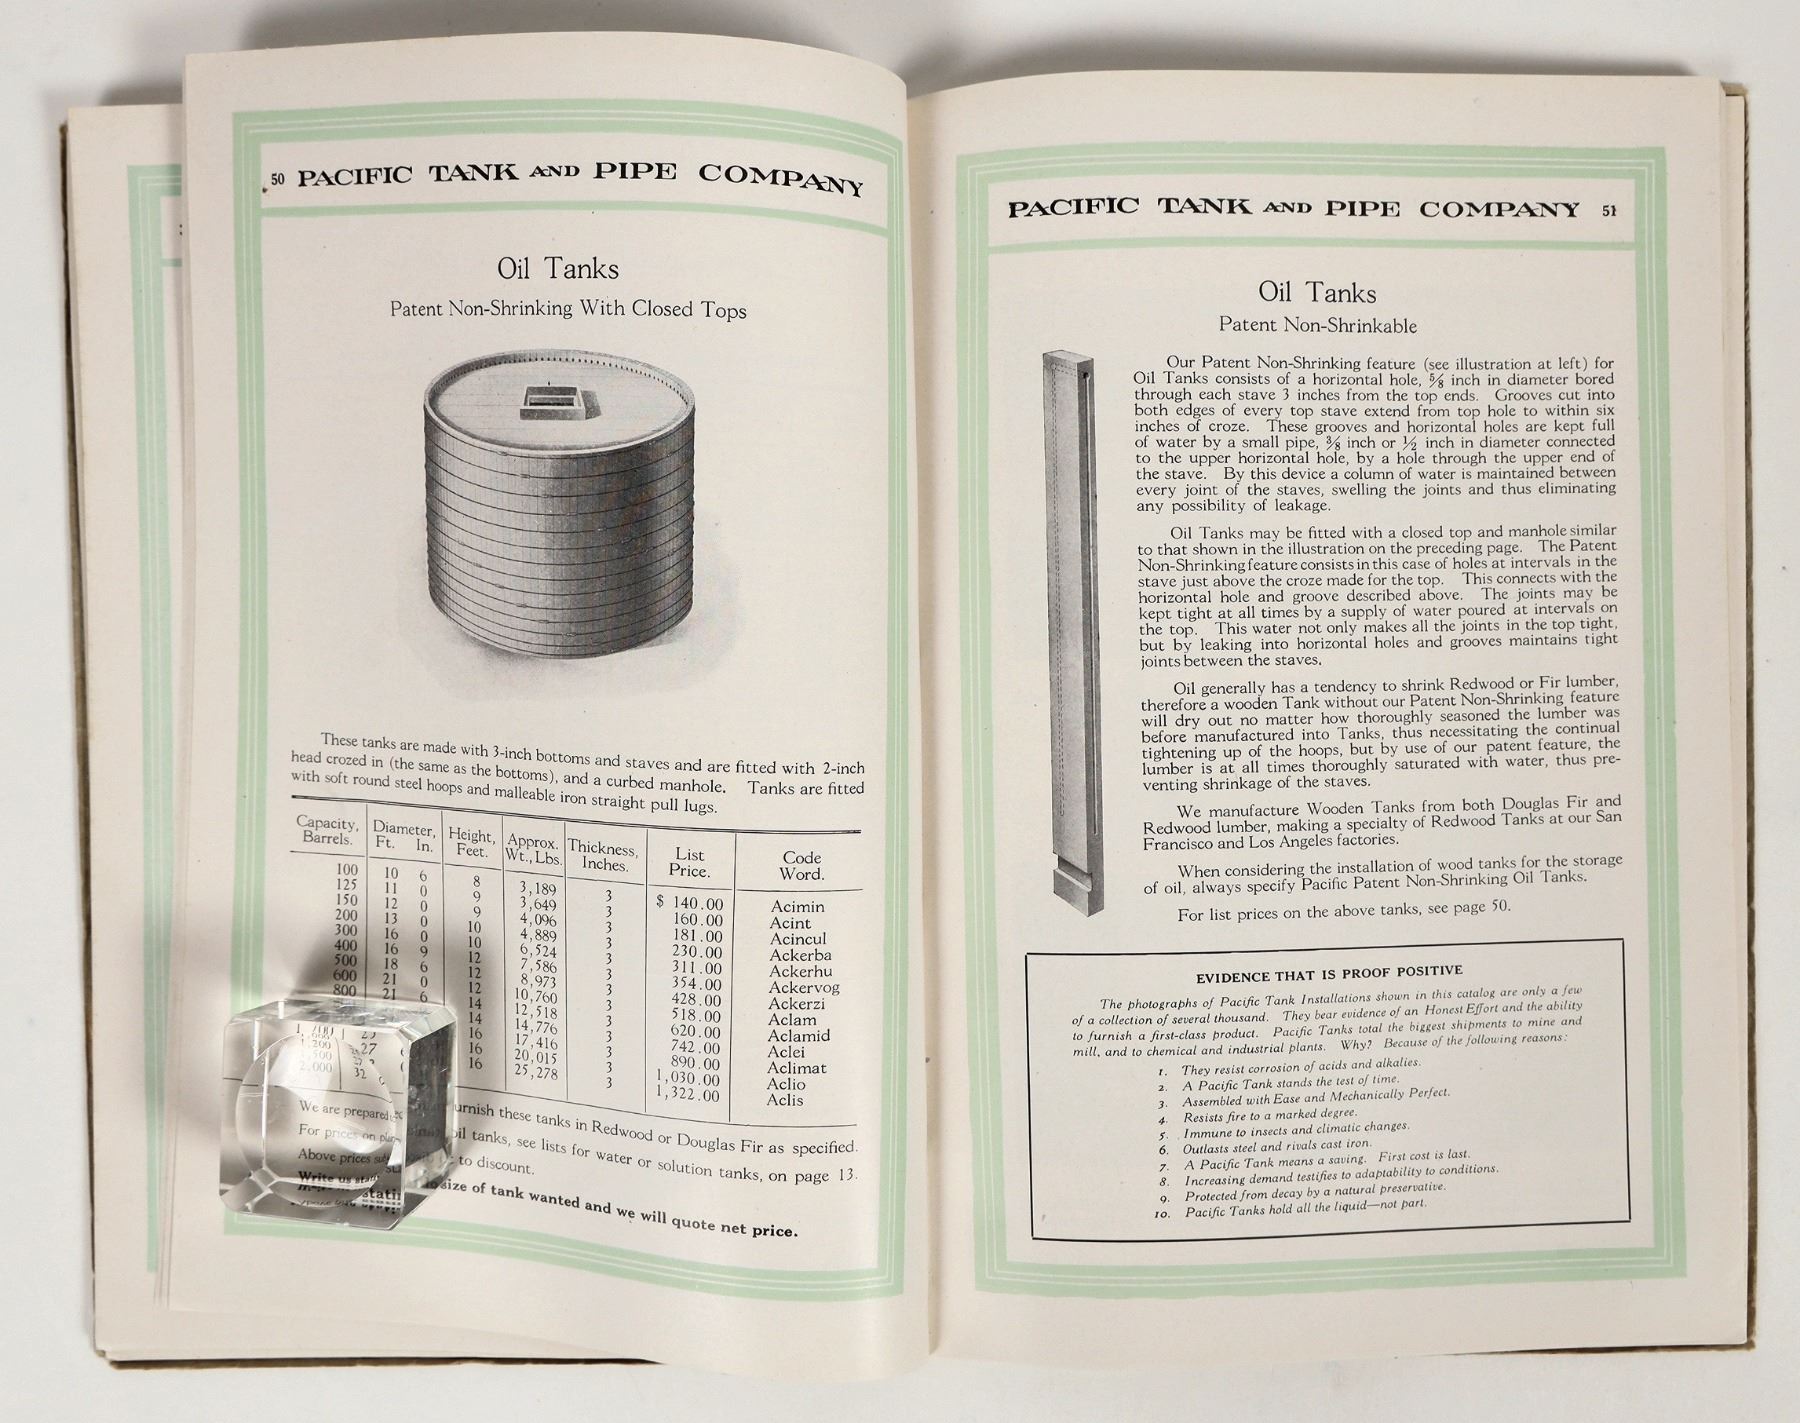 50 PACIFIC TANK AND PIPE COMPANY
Oil Tanks
Patent Non-Shrinking With Closed Tops
These tanks are made with 3-inch bottoms and staves and are fitted with 2-inch
head crozed in (the same as the bottoms), and a curbed manhole. Tanks are fitted
with soft round steel hoops and malleable iron straight pull lugs.
Capacity, Barrels. Diameter, Ft. In. Height, Feet. Approx. Wt., Lbs. Thickness, Inches. List Price. Code Word.
100 10 6 8 3,189 3 $ 140.00 Acimin
125 11 0 9 3,649 3 160.00 Acint
150 12 0 9 4,096 3 181.00 Acincul
200 13 0 10 4,889 3 230.00 Ackerba
300 16 0 10 6,524 3 311.00 Ackerhu
400 16 9 12 7,586 3 354.00 Ackervog
500 18 6 12 8,973 3 428.00 Ackerzi
600 21 0 12 10,760 3 518.00 Aclam
800 21 6 14 12,518 3 620.00 Aclamid
14 14,776 3 742.00 Aclei
1,200 27 16 17,416 3 890.00 Aclimat
1,500 16 20,015 3 1,030.00 Aclio
2,000 32 16 25,278 3 1,322.00 Aclis
We are prepared furnish these tanks in Redwood or Douglas Fir as specified.
For prices on oil tanks, see lists for water or solution tanks, on page 13.
Above prices to discount.
Write us size of tank wanted and we will quote net price.
PACIFIC TANK AND PIPE COMPANY 51
Oil Tanks
Patent Non-Shrinkable
Our Patent Non-Shrinking feature (see illustration at left) for
Oil Tanks consists of a horizontal hole, 5/8 inch in diameter bored
through each stave 3 inches from the top ends. Grooves cut into
both edges of every top stave extend from top hole to within six
inches of croze. These grooves and horizontal holes are kept full
of water by a small pipe, 3/8 inch or 1/2 inch in diameter connected
to the upper horizontal hole, by a hole through the upper end of
the stave. By this device a column of water is maintained between
every joint of the staves, swelling the joints and thus eliminating
any possibility of leakage.
Oil Tanks may be fitted with a closed top and manhole similar
to that shown in the illustration on the preceding page. The Patent
Non-Shrinking feature consists in this case of holes at intervals in the
stave just above the croze made for the top. This connects with the
horizontal hole and groove described above. The joints may be
kept tight at all times by a supply of water poured at intervals on
the top. This water not only makes all the joints in the top tight,
but by leaking into horizontal holes and grooves maintains tight
joints between the staves.
Oil generally has a tendency to shrink Redwood or Fir lumber,
therefore a wooden Tank without our Patent Non-Shrinking feature
will dry out no matter how thoroughly seasoned the lumber was
before manufactured into Tanks, thus necessitating the continual
tightening up of the hoops, but by use of our patent feature, the
lumber is at all times thoroughly saturated with water, thus pre-
venting shrinkage of the staves.
We manufacture Wooden Tanks from both Douglas Fir and
Redwood lumber, making a specialty of Redwood Tanks at our San
Francisco and Los Angeles factories.
When considering the installation of wood tanks for the storage
of oil, always specify Pacific Patent Non-Shrinking Oil Tanks.
For list prices on the above tanks, see page 50.
EVIDENCE THAT IS PROOF POSITIVE
The photographs of Pacific Tank Installations shown in this catalog are only a few
of a collection of several thousand. They bear evidence of an Honest Effort and the ability
to furnish a first-class product. Pacific Tanks total the biggest shipments to mine and
mill, and to chemical and industrial plants. Why? Because of the following reasons:
1. They resist corrosion of acids and alkalies.
2. A Pacific Tank stands the test of time.
3. Assembled with Ease and Mechanically Perfect.
4. Resists fire to a marked degree.
5. Immune to insects and climatic changes.
6. Outlasts steel and rivals cast iron.
7. A Pacific Tank means a saving. First cost is last.
8. Increasing demand testifies to adaptability to conditions.
9. Protected from decay by a natural preservative.
10. Pacific Tanks hold all the liquid—not part.